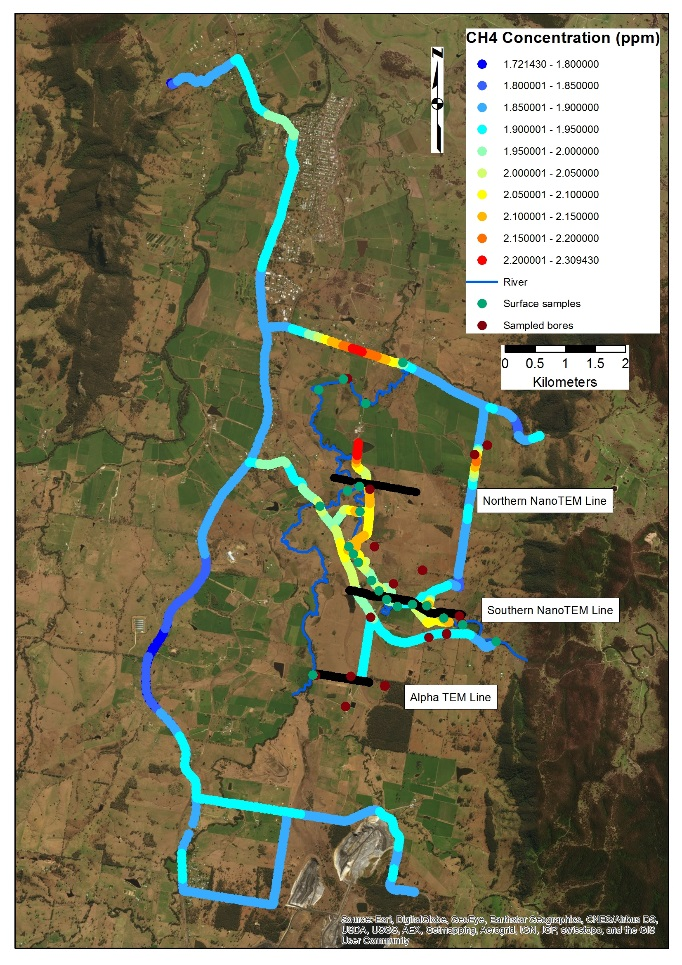 CH4 Concentration (ppm)
1.721430 - 1.800000
1.800001 - 1.850000
1.850001 - 1.900000
1.900001 - 1.950000
1.950001 - 2.000000
2.000001 - 2.050000
2.050001 - 2.100000
2.100001 - 2.150000
2.150001 - 2.200000
2.200001 - 2.309430
River
Surface samples
Sampled bores
0 0.5 1 1.5 2
Kilometers
Northern NanoTEM Line
Southern NanoTEM Line
Alpha TEM Line
Source: Esri, DigitalGlobe, GeoEye, Earthstar Geographics, CNES/Airbus DS,
USDA, USGS, AEX, Getmapping, Aerogrid, IGN, IGP, swisstopo, and the GIS
User Community